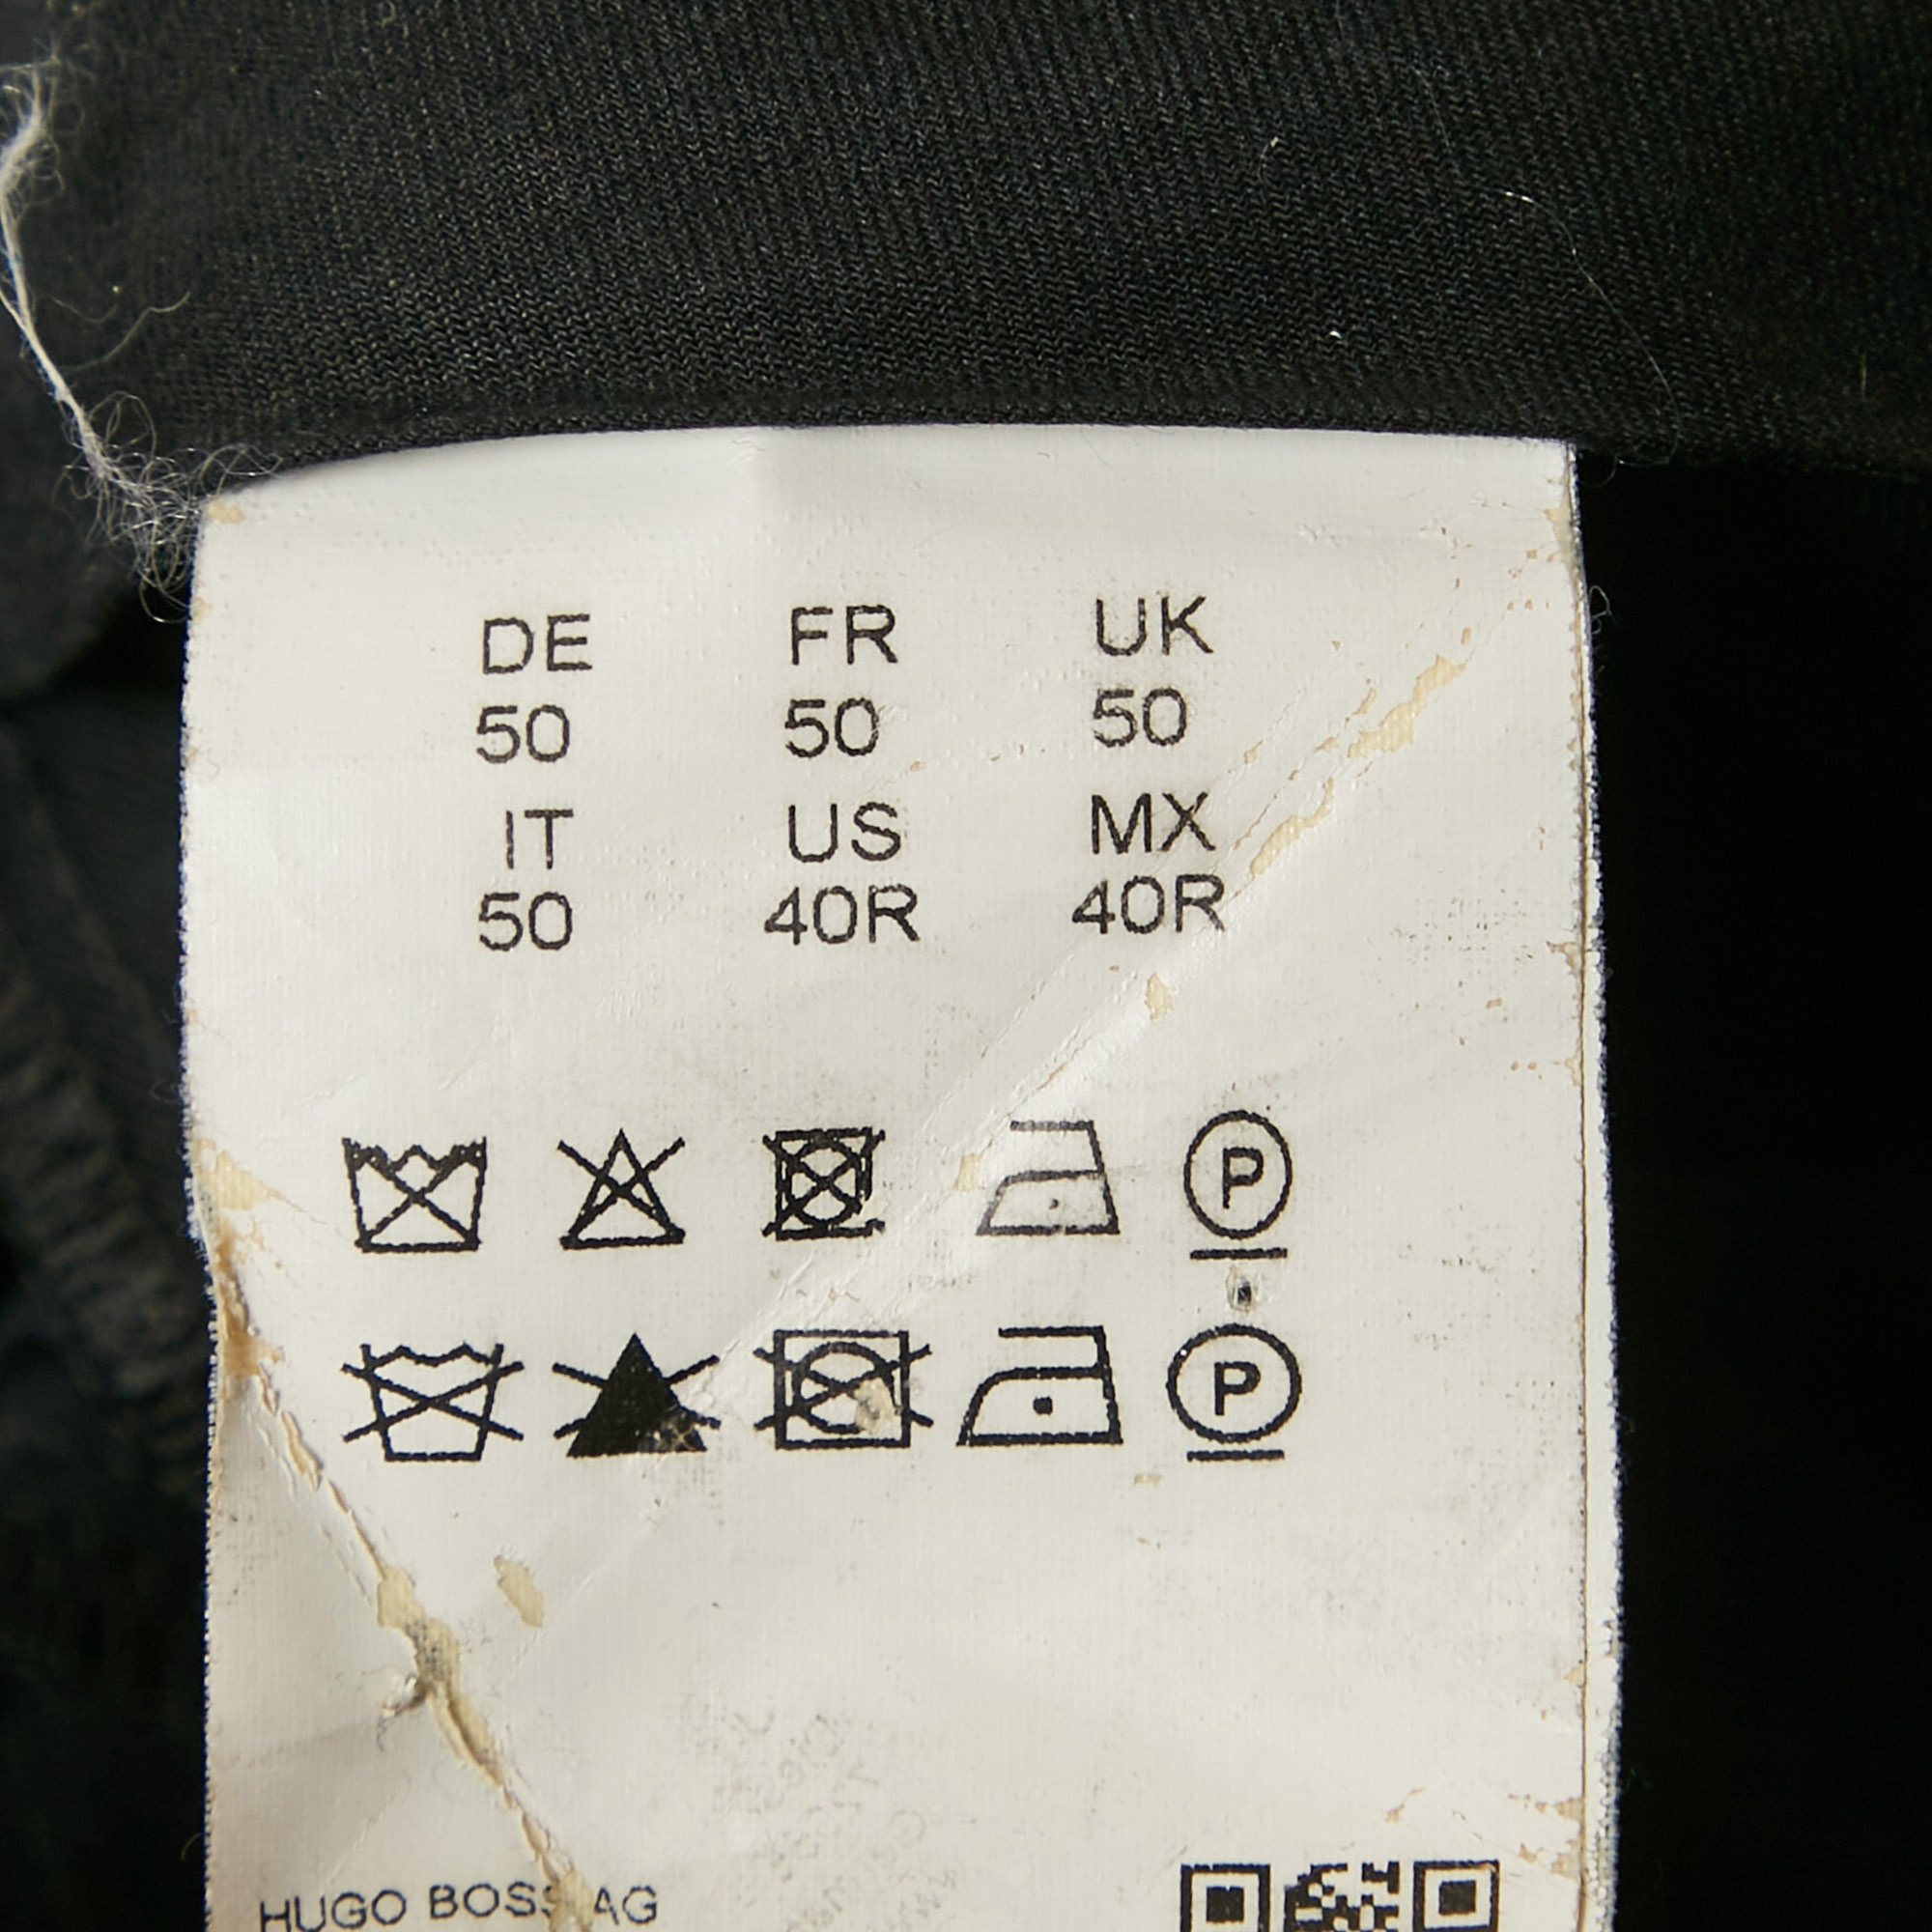 DE FR UK
50 50 50
IT US MX
50 40R 40R
P
P
HUGO BOSS AG